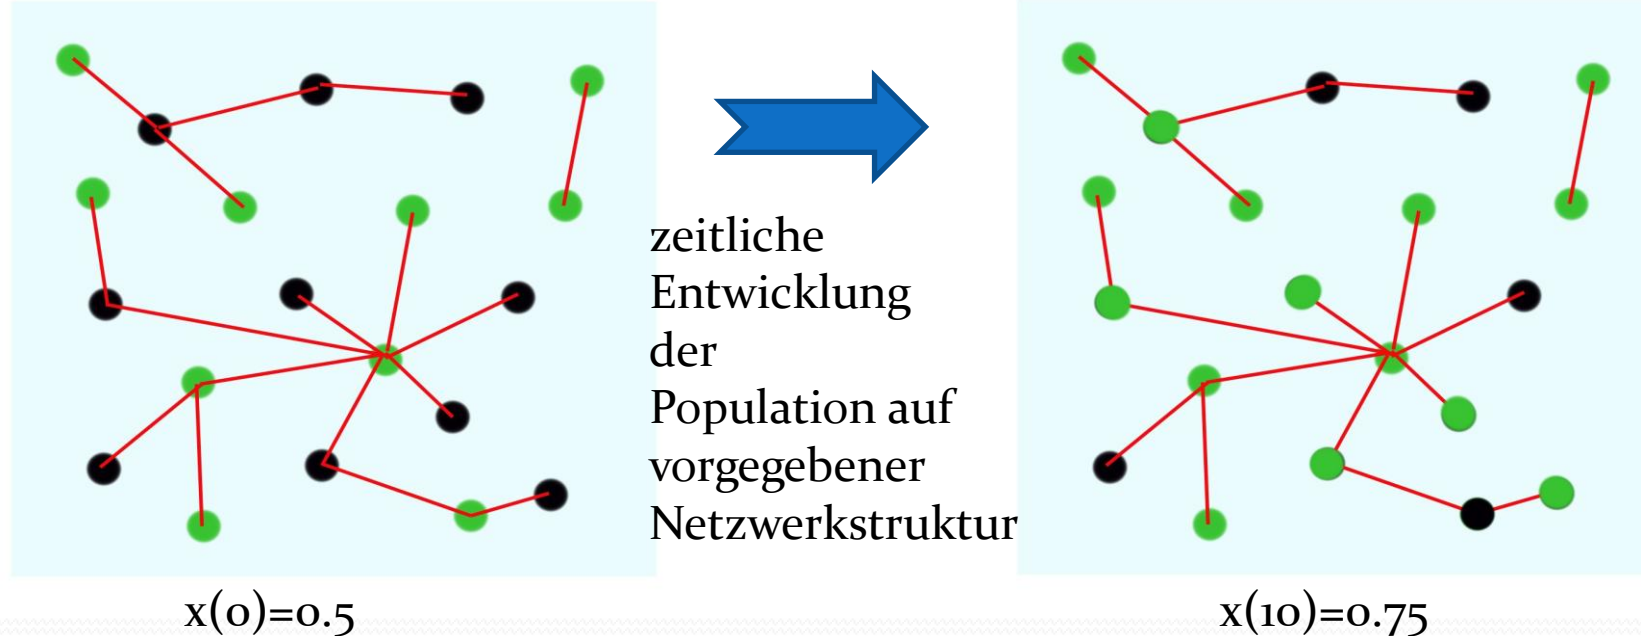 zeitliche
Entwicklung
der
Population auf
vorgegebener
Netzwerkstruktur
x(0)=0.5
x(10)=0.75